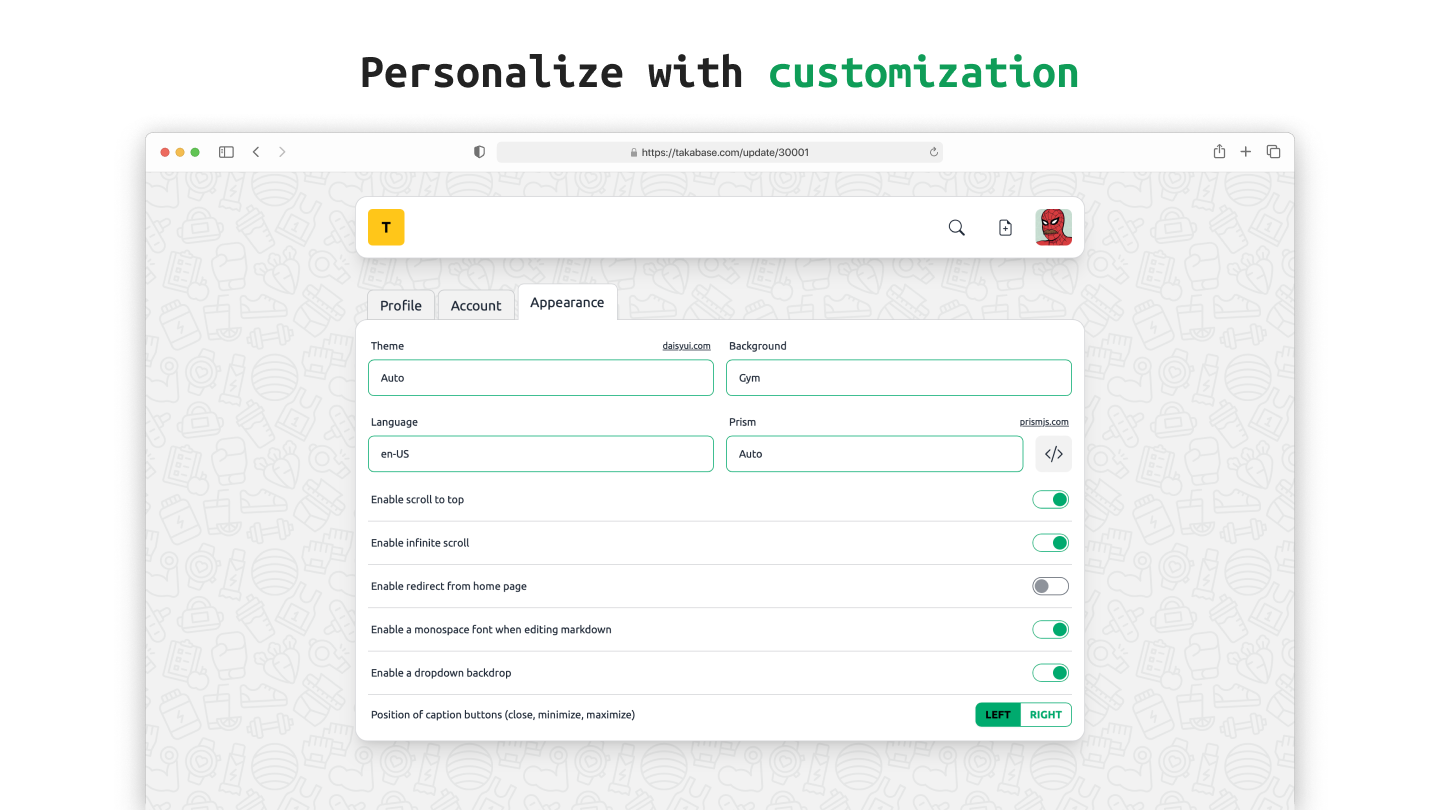 Personalize with customization
https://takabase.com/update/30001
T
Profile Account Appearance
Theme daisyui.com Background
Auto Gym
Language Prism prismjs.com
en-US Auto </>
Enable scroll to top
Enable infinite scroll
Enable redirect from home page
Enable a monospace font when editing markdown
Enable a dropdown backdrop
Position of caption buttons (close, minimize, maximize) LEFT RIGHT